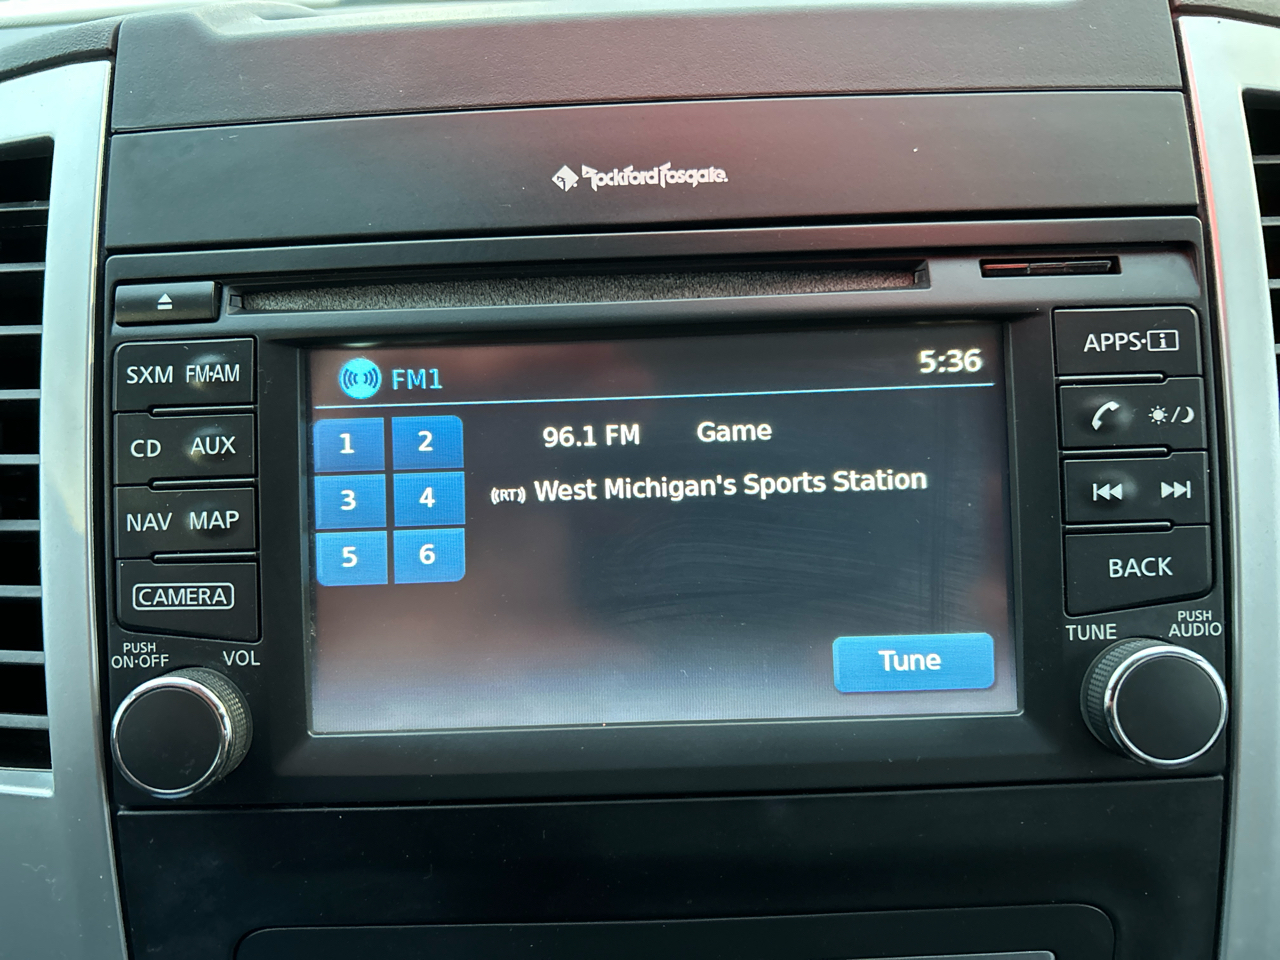 Rockford Fosgate.
SXM FM·AM
CD AUX
NAV MAP
CAMERA
PUSH
ON·OFF
VOL
FM1
5:36
1 2
3 4
5 6
96.1 FM Game
((RT)) West Michigan's Sports Station
Tune
APPS·i
BACK
TUNE
PUSH
AUDIO